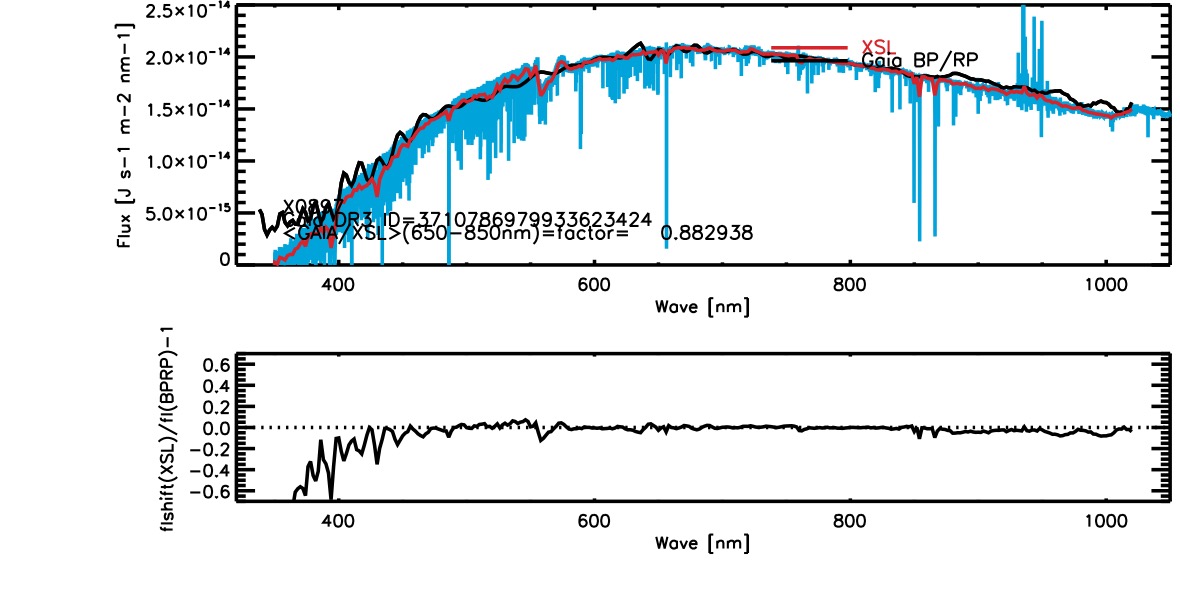 2.5×10−14
2.0×10−14
1.5×10−14
1.0×10−14
5.0×10−15
0
Flux [J s−1 m−2 nm−1]
XSL
Gaia BP/RP
X0897
Gaia DR3 ID=3710786979933623424
<GAIA/XSL>(650−850nm)=factor= 0.882938
400 600 800 1000
Wave [nm]
0.6
0.4
0.2
0.0
−0.2
−0.4
−0.6
flshift(XSL)/fl(BPRP)−1
400 600 800 1000
Wave [nm]